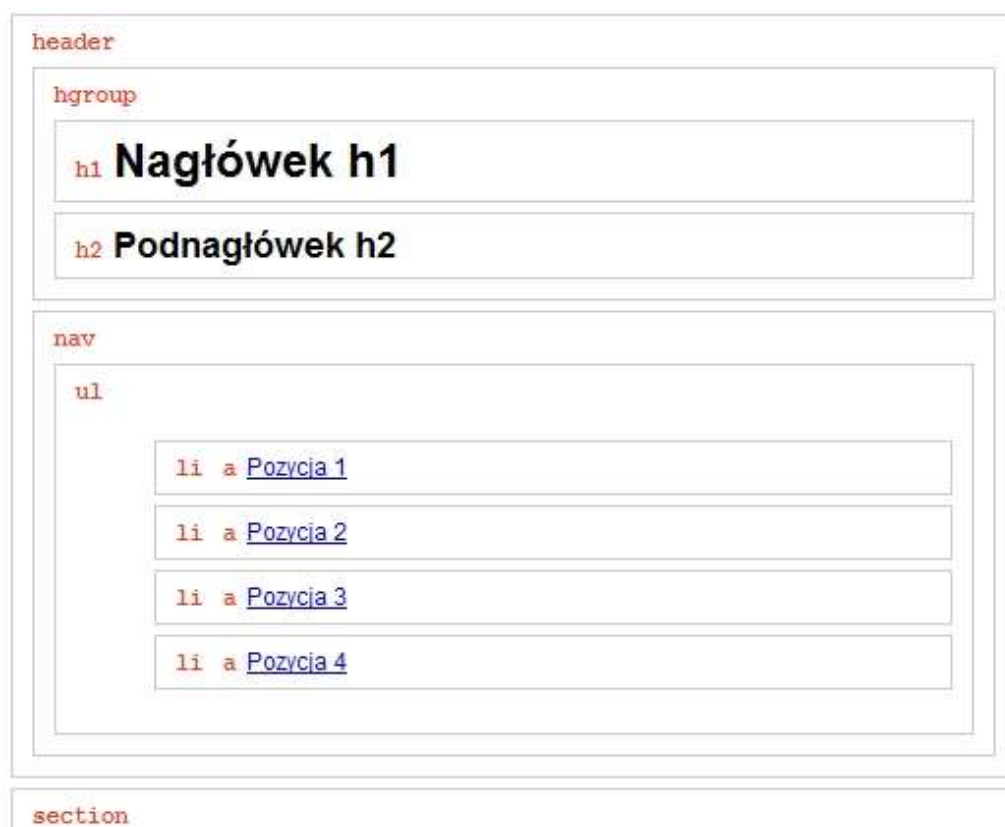 header
hgroup
h1 Nagłówek h1
h2 Podnagłówek h2
nav
ul
li a Pozycja 1
li a Pozycja 2
li a Pozycja 3
li a Pozycja 4
section